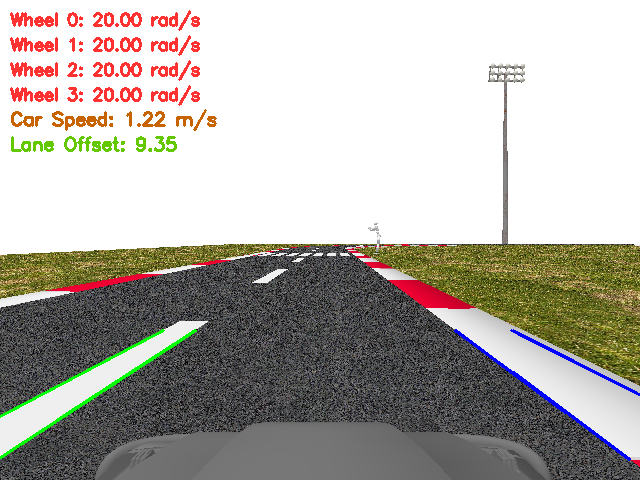 Wheel 0: 20.00 rad/s
Wheel 1: 20.00 rad/s
Wheel 2: 20.00 rad/s
Wheel 3: 20.00 rad/s
Car Speed: 1.22 m/s
Lane Offset: 9.35